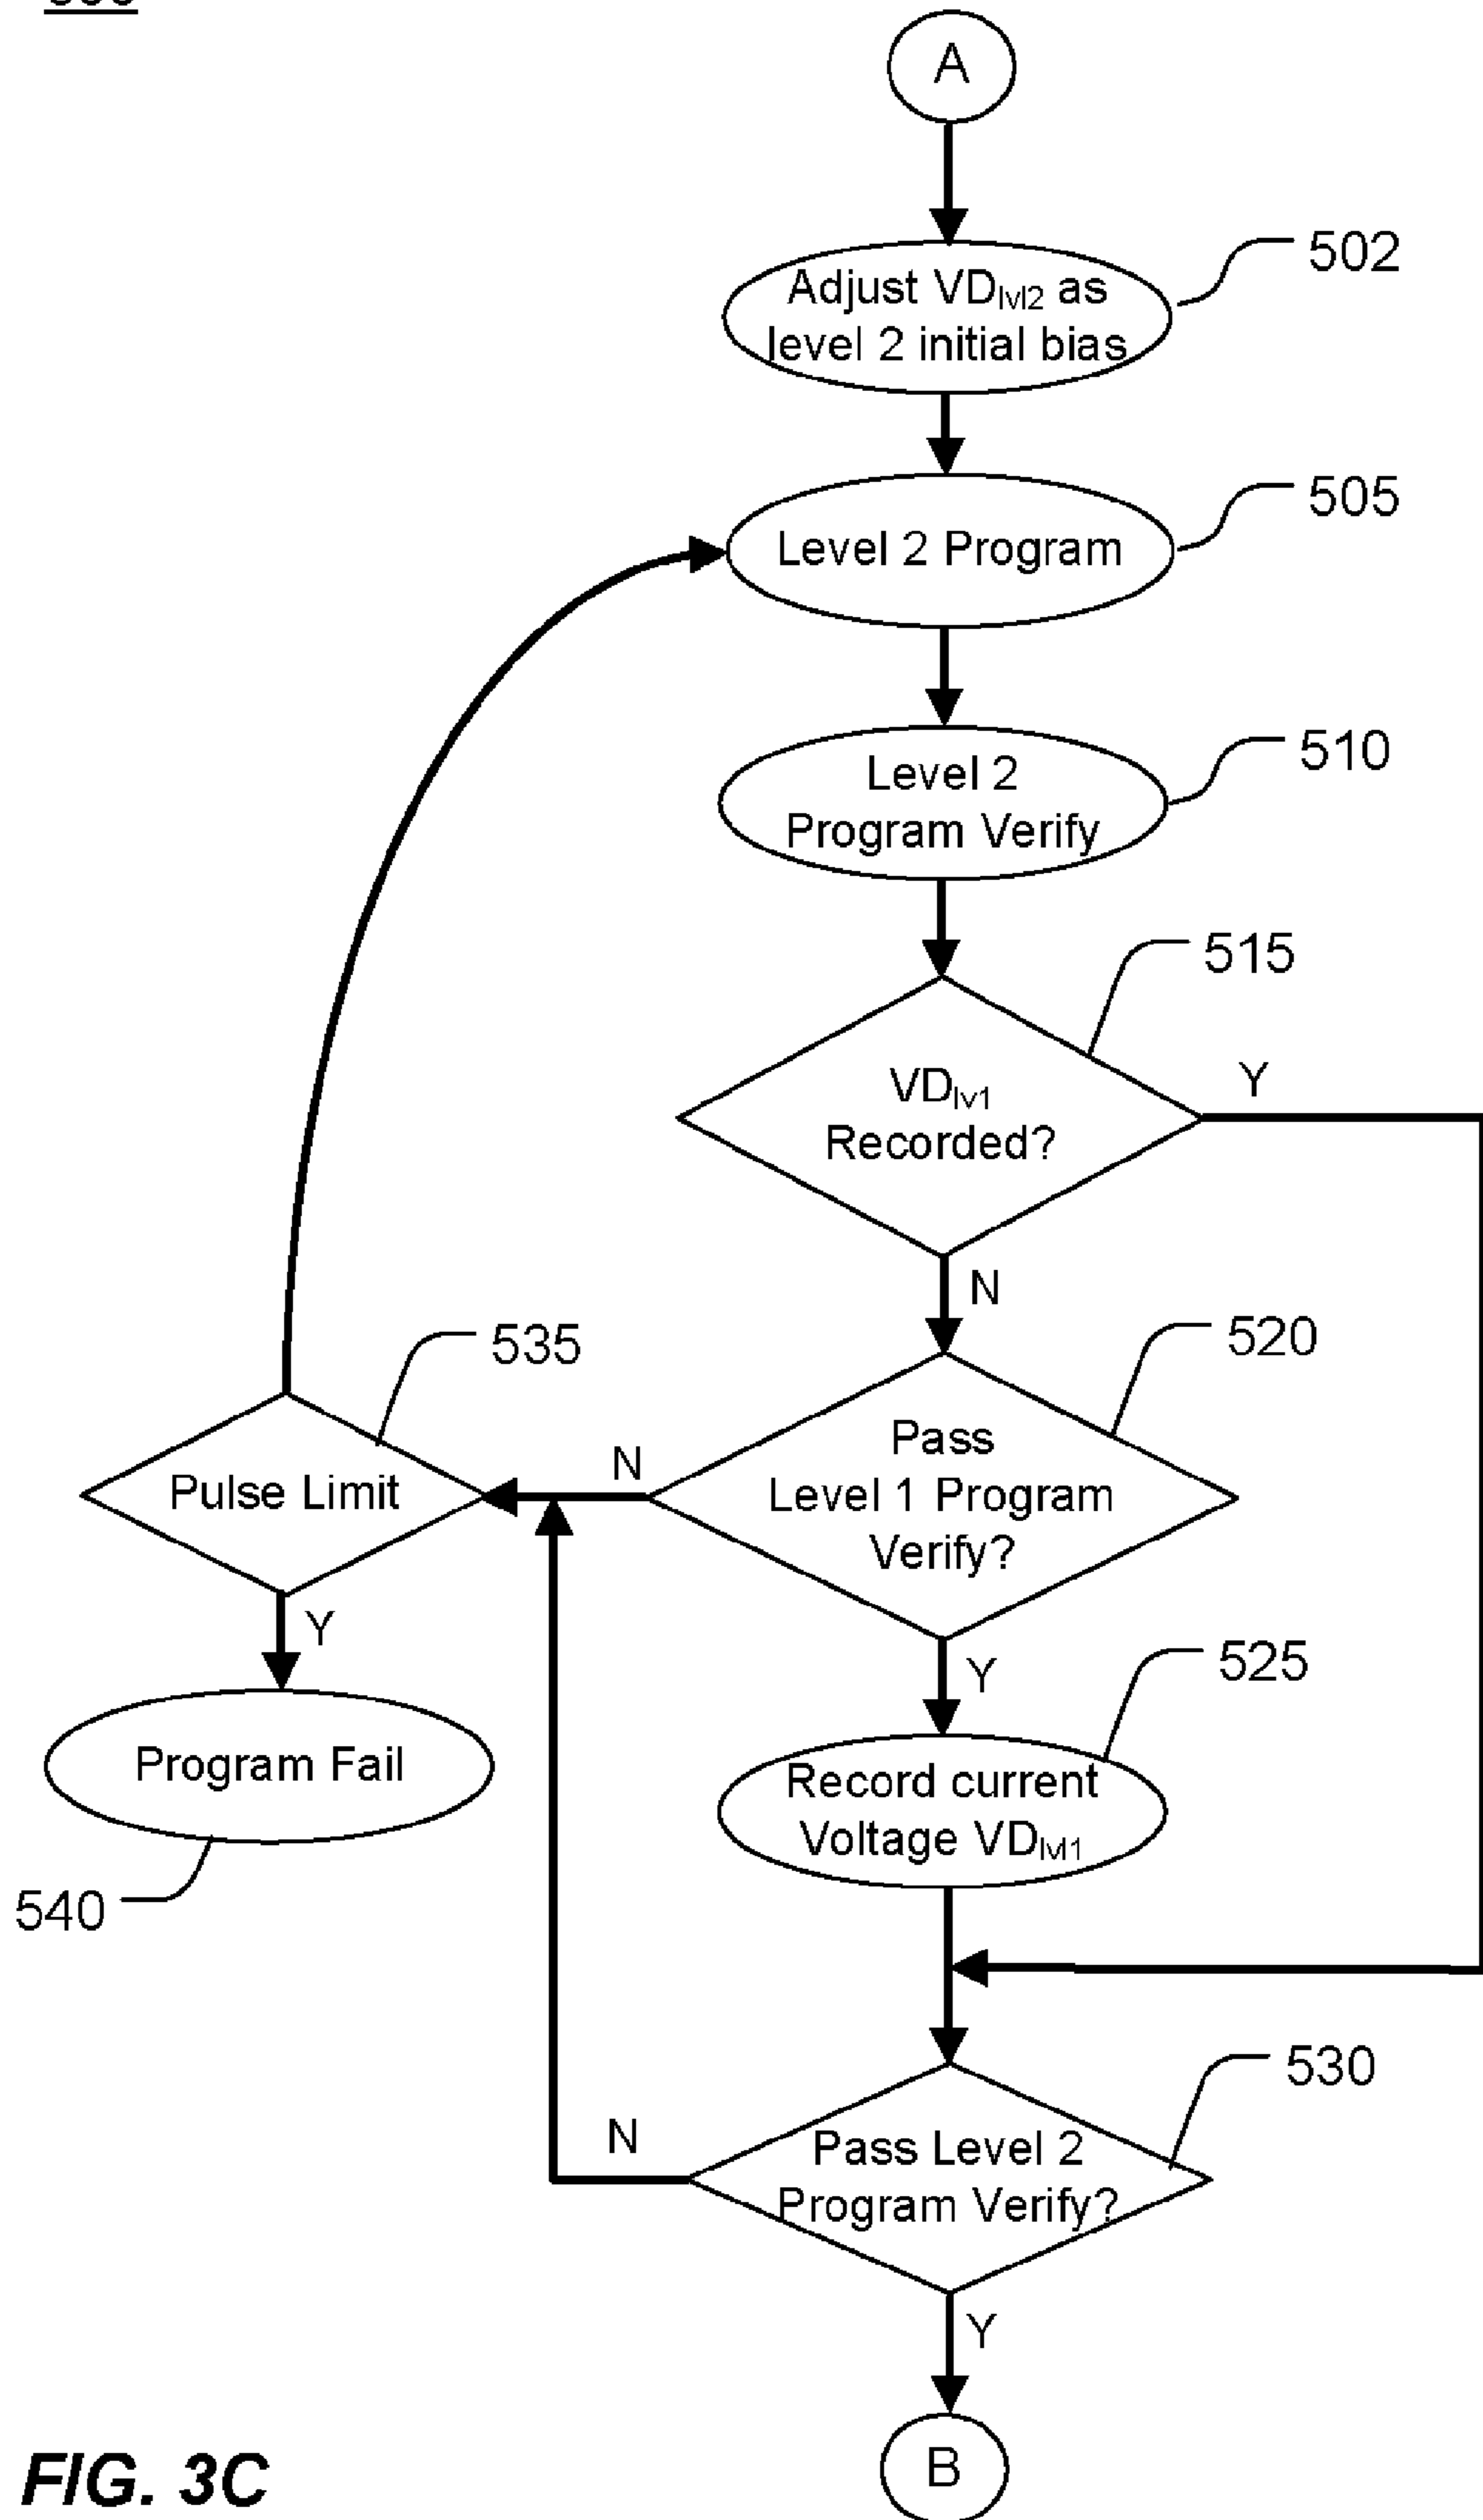 A
Adjust VDlvl2 as
level 2 initial bias
502
Level 2 Program
505
Level 2
Program Verify
510
515
VDlv1
Recorded?
Y
N
535
520
Pass
Level 1 Program
Verify?
N
Pulse Limit
Y
Y
525
Record current
Voltage VDlvl1
Program Fail
540
530
Pass Level 2
Program Verify?
N
Y
B
FIG. 3C